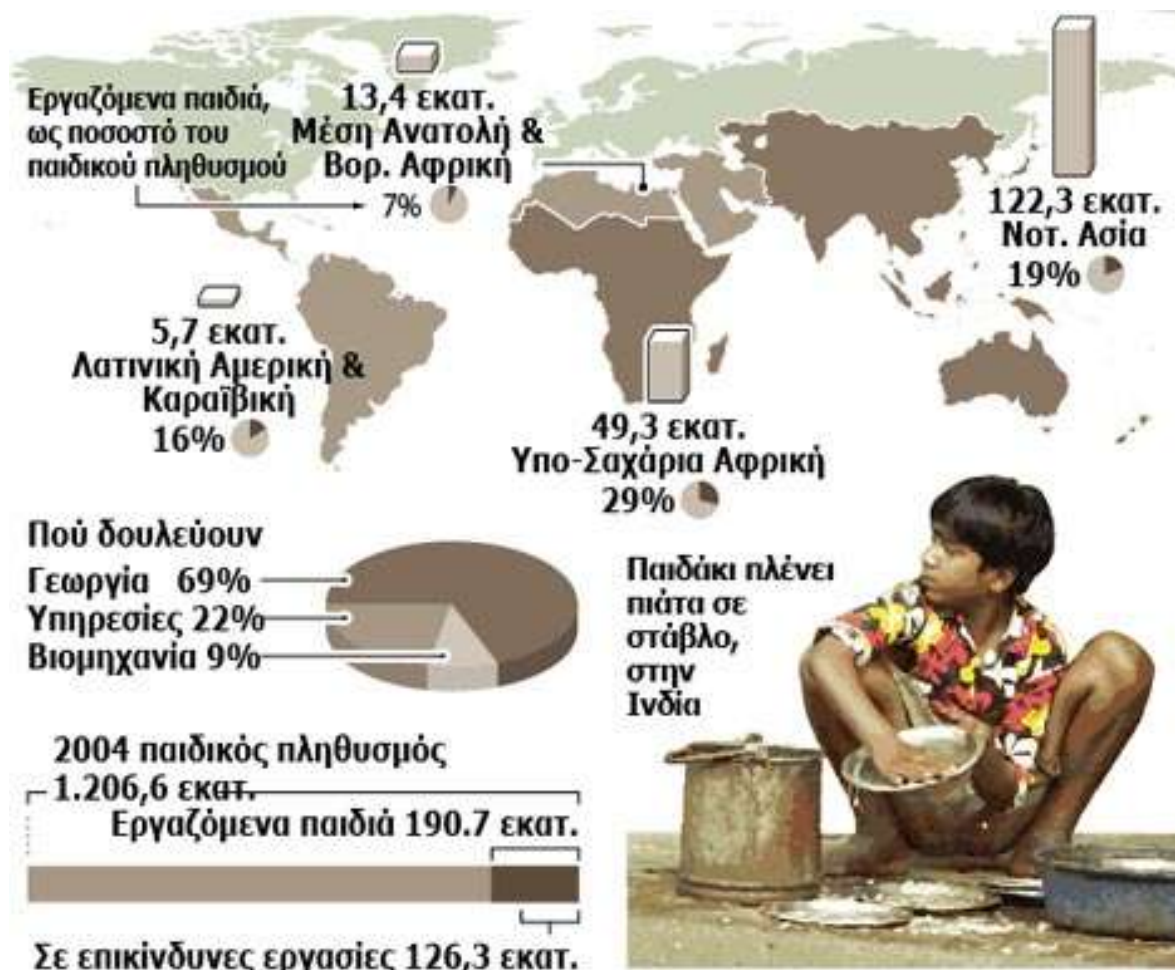 Εργαζόμενα παιδιά,
ως ποσοστό του
παιδικού πληθυσμού
13,4 εκατ.
Μέση Ανατολή &
Βορ. Αφρική
7%
122,3 εκατ.
Νοτ. Ασία
19%
5,7 εκατ.
Λατινική Αμερική &
Καραϊβική
16%
49,3 εκατ.
Υπο-Σαχάρια Αφρική
29%
Πού δουλεύουν
Γεωργία 69%
Υπηρεσίες 22%
Βιομηχανία 9%
Παιδάκι πλένει
πιάτα σε
στάβλο,
στην
Ινδία
2004 παιδικός πληθυσμός
1.206,6 εκατ.
Εργαζόμενα παιδιά 190.7 εκατ.
Σε επικίνδυνες εργασίες 126,3 εκατ.